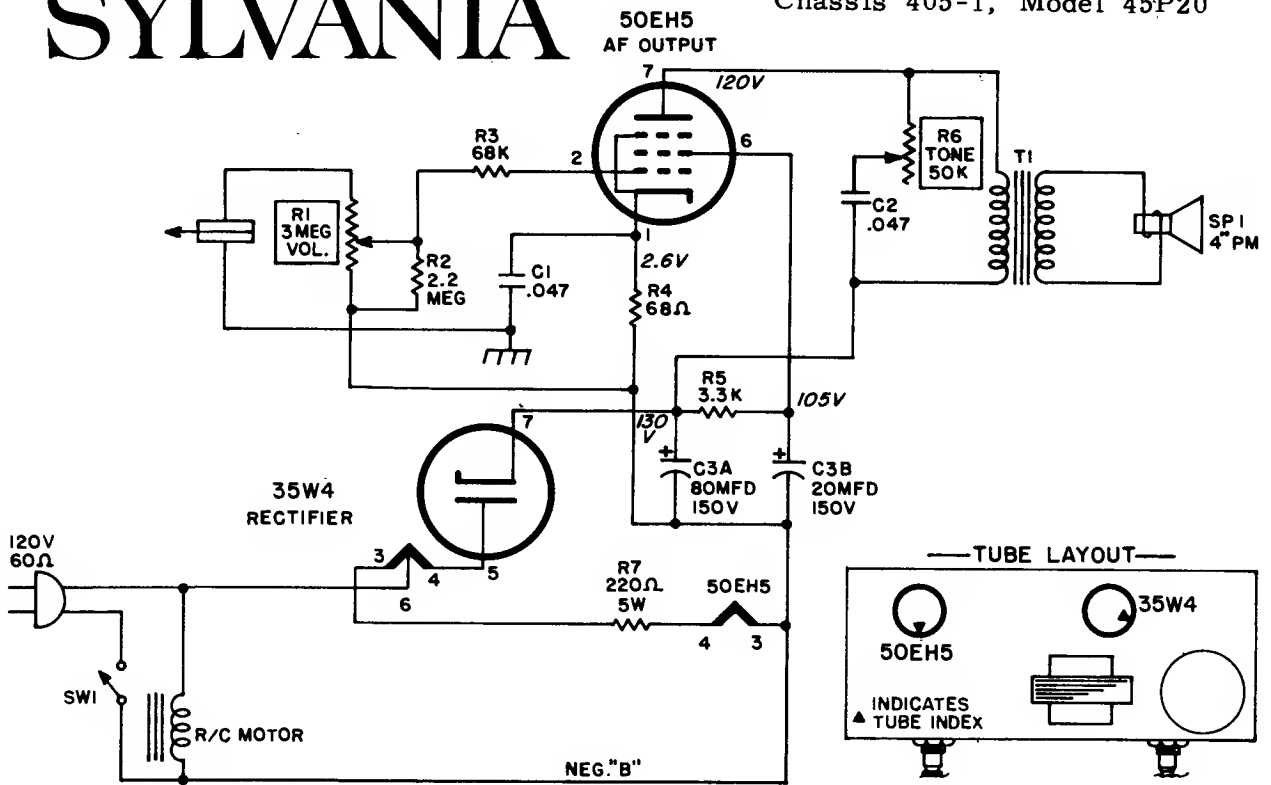 SYLVANIA
Chassis 405-1, Model 45P20
50EH5
AF OUTPUT
7
120V
R3
68K
2
6
R6
TONE
50K
T1
R1
3 MEG
VOL.
C2
.047
SP 1
4" PM
1
2.6V
R2
2.2
MEG
C1
.047
R4
68Ω
R5
3.3K
105V
7
130
V
+
C3A
80MFD
150V
+
C3B
20MFD
150V
35W4
RECTIFIER
120V
60Ω
3
4
5
6
R7
220Ω
5W
50EH5
4
3
SW1
R/C MOTOR
NEG."B"
TUBE LAYOUT
50EH5
35W4
▲ INDICATES
TUBE INDEX